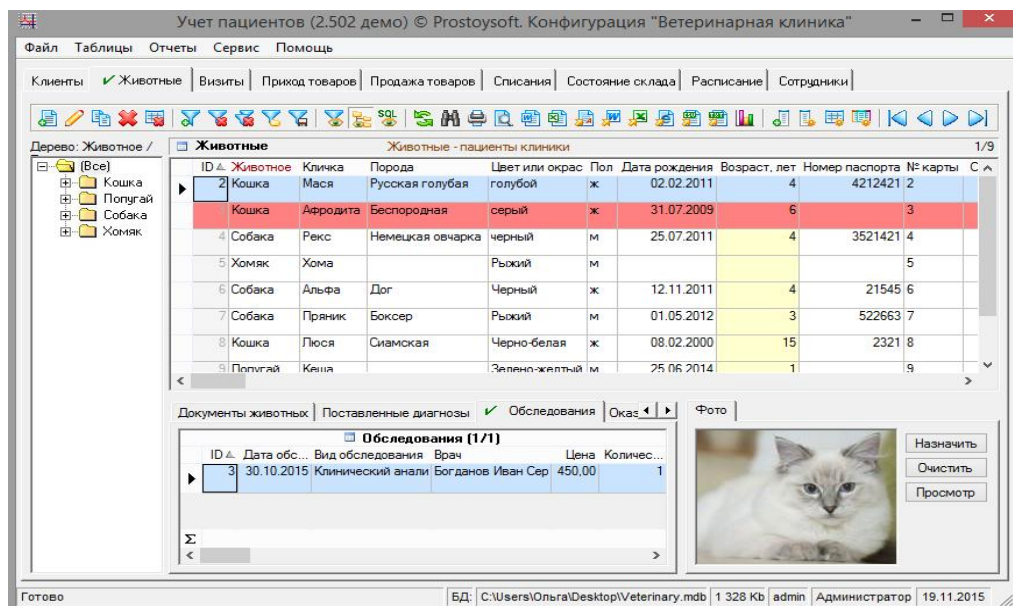 Учет пациентов (2.502 демо) © Prostoysoft. Конфигурация "Ветеринарная клиника"
Файл Таблицы Отчеты Сервис Помощь
Клиенты Животные Визиты Приход товаров Продажа товаров Списания Состояние склада Расписание Сотрудники
SQL
Дерево: Животное / Животные Животные - пациенты клиники 1/9
ID Животное Кличка Порода Цвет или окрас Пол Дата рождения Возраст, лет Номер паспорта № карты С
2 Кошка Мася Русская голубая голубой ж 02.02.2011 4 4212421 2
Кошка Афродита Беспородная серый ж 31.07.2009 6 3
4 Собака Рекс Немецкая овчарка черный м 25.07.2011 4 3521421 4
5 Хомяк Хома Рыжий м 5
6 Собака Альфа Дог Черный ж 12.11.2011 4 21545 6
7 Собака Пряник Боксер Рыжий м 01.05.2012 3 522663 7
8 Кошка Люся Сиамская Черно-белая ж 08.02.2000 15 2321 8
9 Попугай Кеша Зелено-желтый м 25.06.2014 1 9
(Все)
Кошка
Попугай
Собака
Хомяк
Документы животных Поставленные диагнозы Обследования Оказ
Обследования (1/1)
ID Дата обс... Вид обследования Врач Цена Количес...
3 30.10.2015 Клинический анали Богданов Иван Сер 450,00 1
Σ
Фото
Назначить
Очистить
Просмотр
Готово БД: C:\Users\Ольга\Desktop\Veterinary.mdb 1 328 Kb admin Администратор 19.11.2015